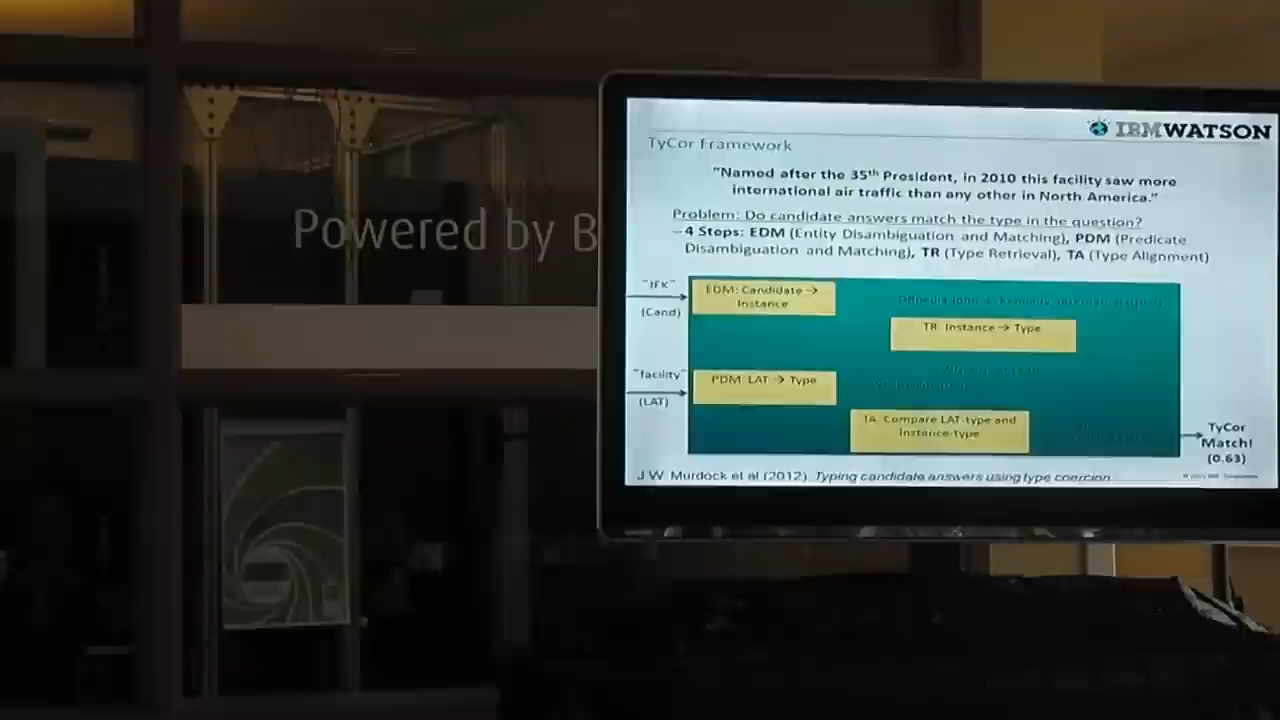 Powered by B
IBM WATSON
TyCor Framework
"Named after the 35th President, in 2010 this facility saw more
international air traffic than any other in North America."
Problem: Do candidate answers match the type in the question?
– 4 Steps: EDM (Entity Disambiguation and Matching), PDM (Predicate
Disambiguation and Matching), TR (Type Retrieval), TA (Type Alignment)
"JFK"
(Cand)
EDM: Candidate →
Instance
TR: Instance → Type
"facility"
(LAT)
PDM: LAT → Type
TA: Compare LAT-type and
Instance-type
TyCor
Match!
(0.63)
J.W. Murdock et al (2012). Typing candidate answers using type coercion